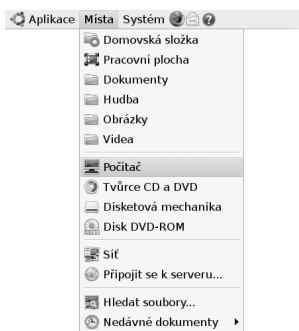 Aplikace Místa Systém
Domovská složka
Pracovní plocha
Dokumenty
Hudba
Obrázky
Videa
Počítač
Tvůrce CD a DVD
Disketová mechanika
Disk DVD-ROM
Síť
Připojit se k serveru...
Hledat soubory...
Nedávné dokumenty